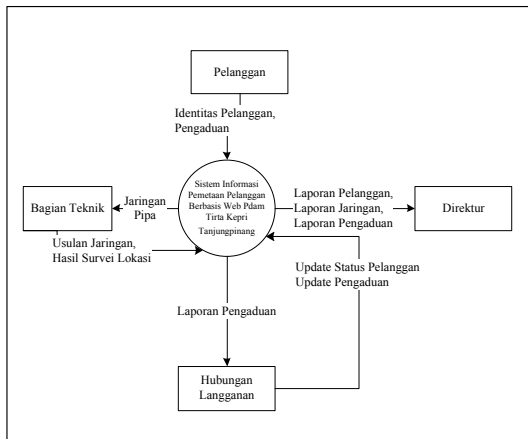 Pelanggan
Identitas Pelanggan,
Pengaduan
Sistem Informasi
Pemetaan Pelanggan
Berbasis Web Pdam
Tirta Kepri
Tanjungpinang
Bagian Teknik
Jaringan
Pipa
Usulan Jaringan,
Hasil Survei Lokasi
Laporan Pelanggan,
Laporan Jaringan,
Laporan Pengaduan
Direktur
Update Status Pelanggan
Update Pengaduan
Laporan Pengaduan
Hubungan
Langganan